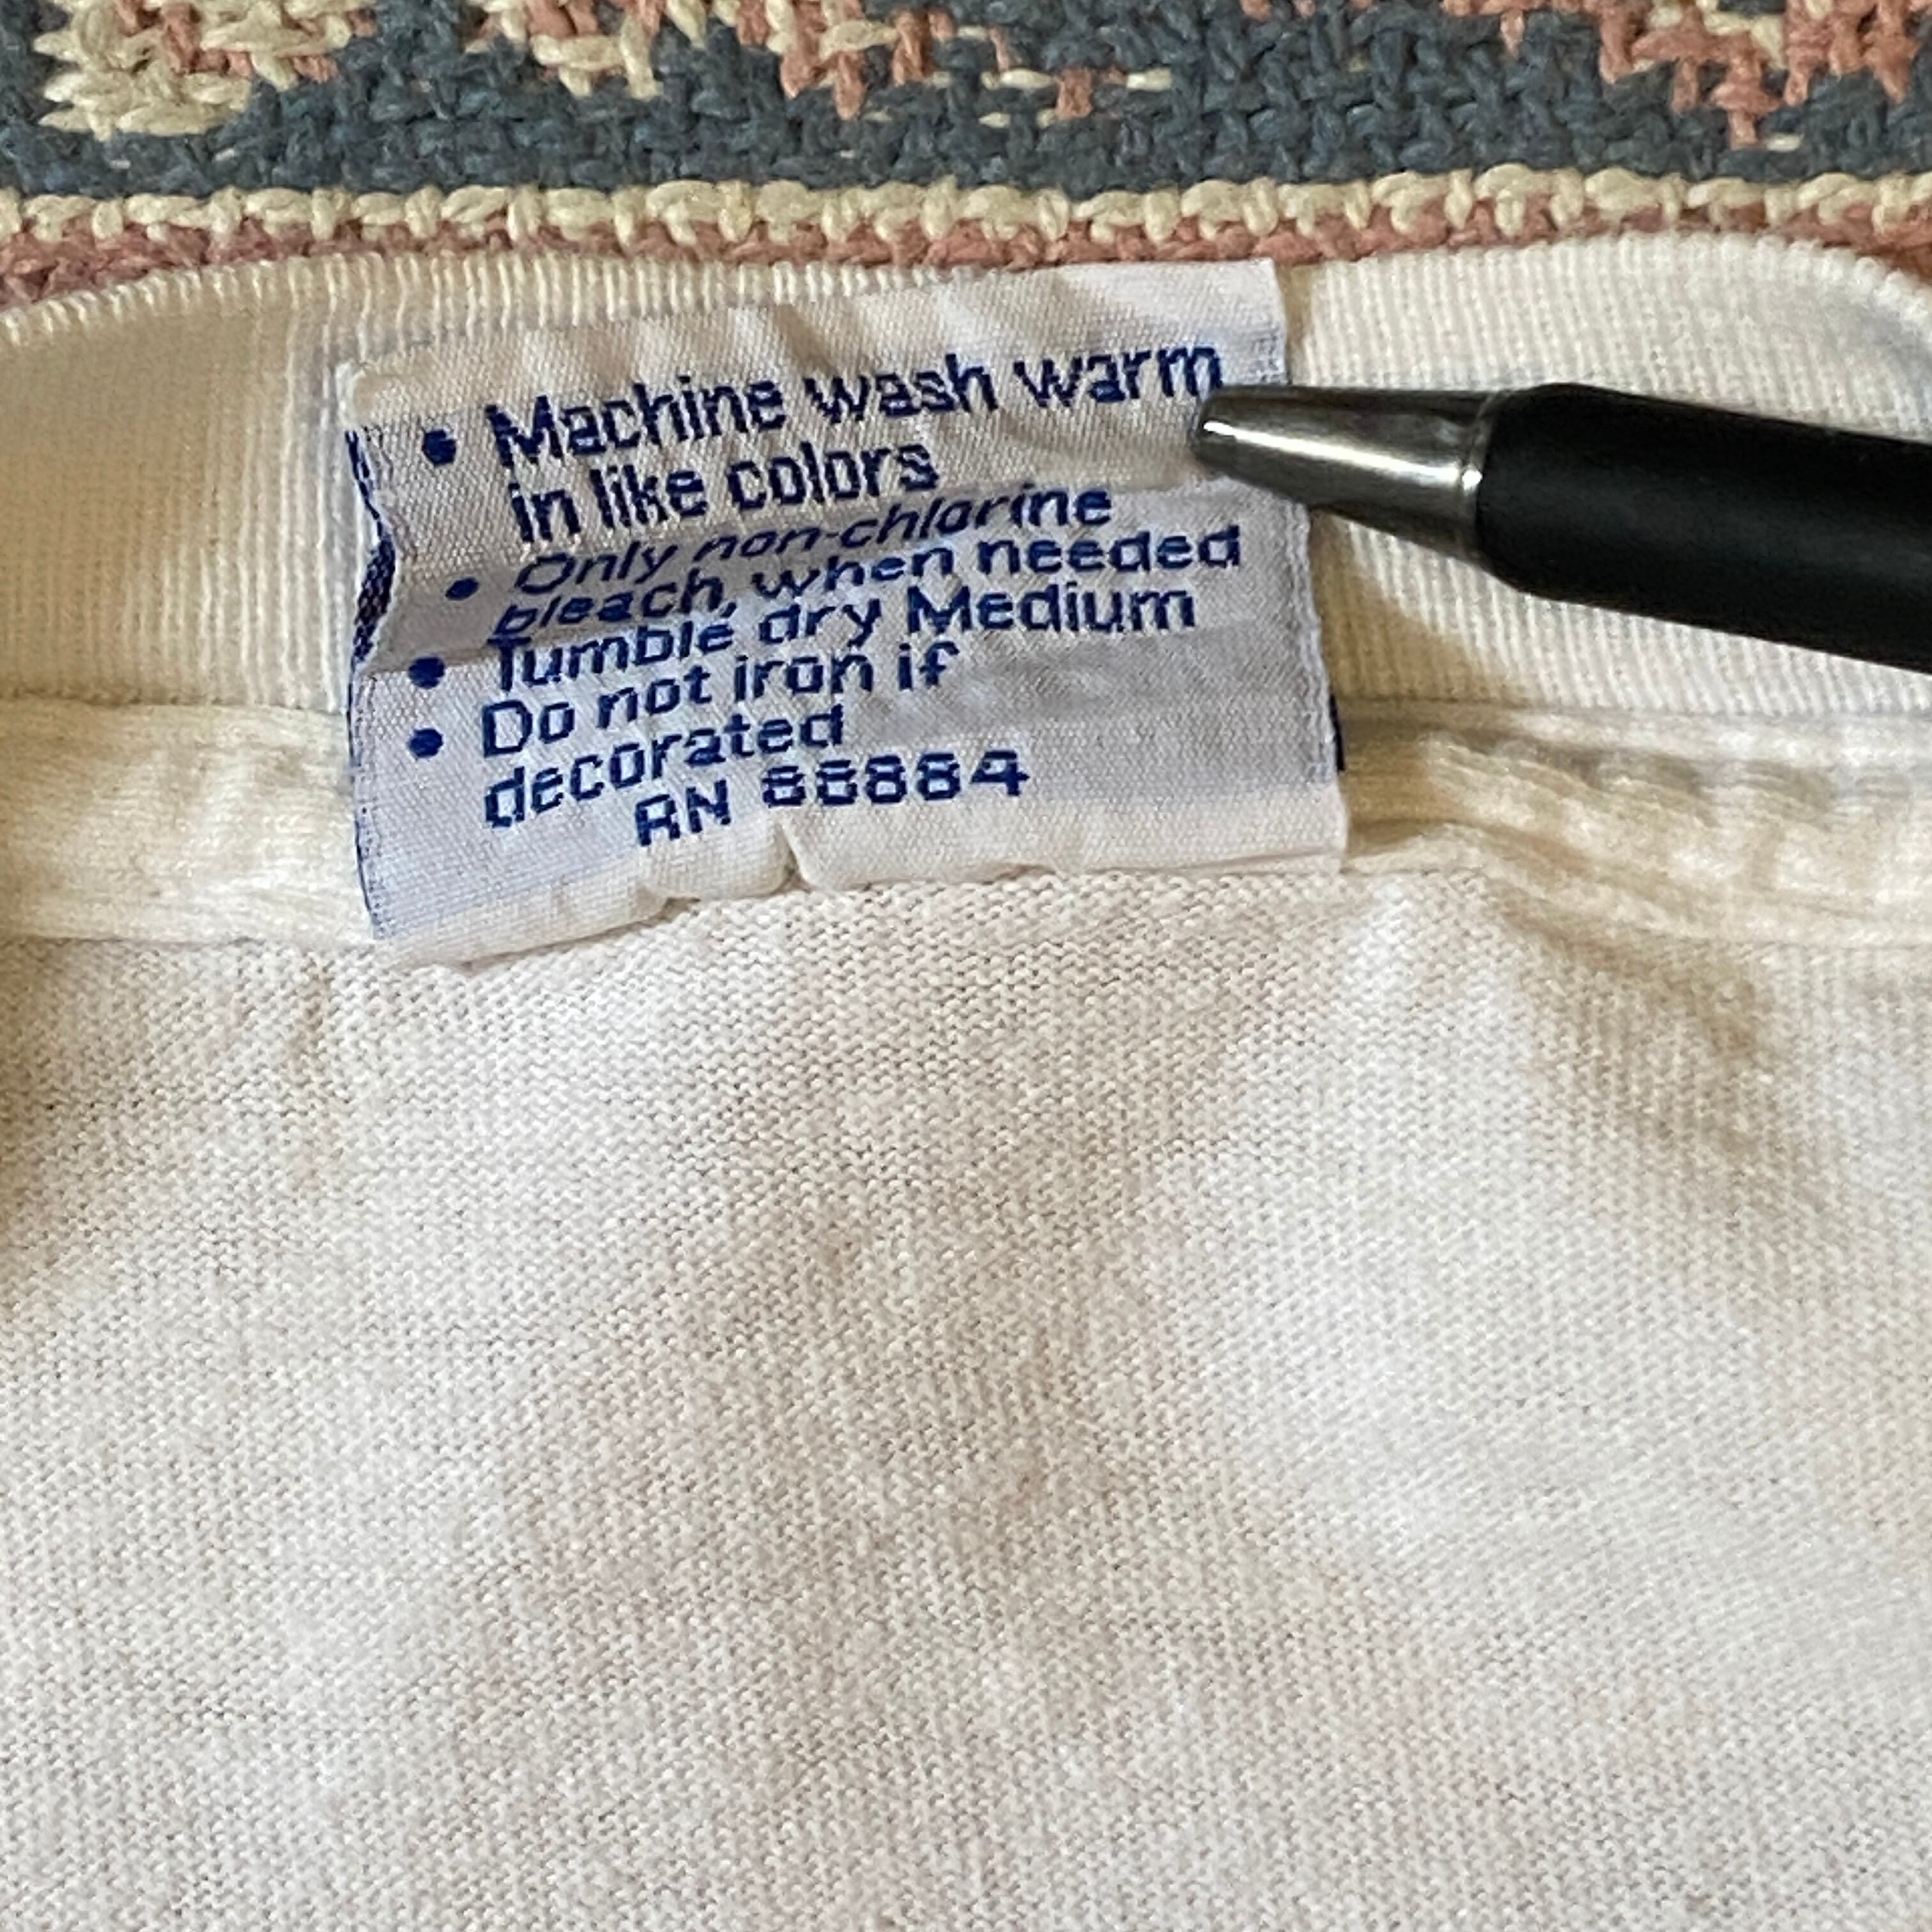 • Machine wash warm
in like colors
• Only non-chlorine
bleach, when needed
• Tumble dry Medium
• Do not iron if
decorated
RN 88884